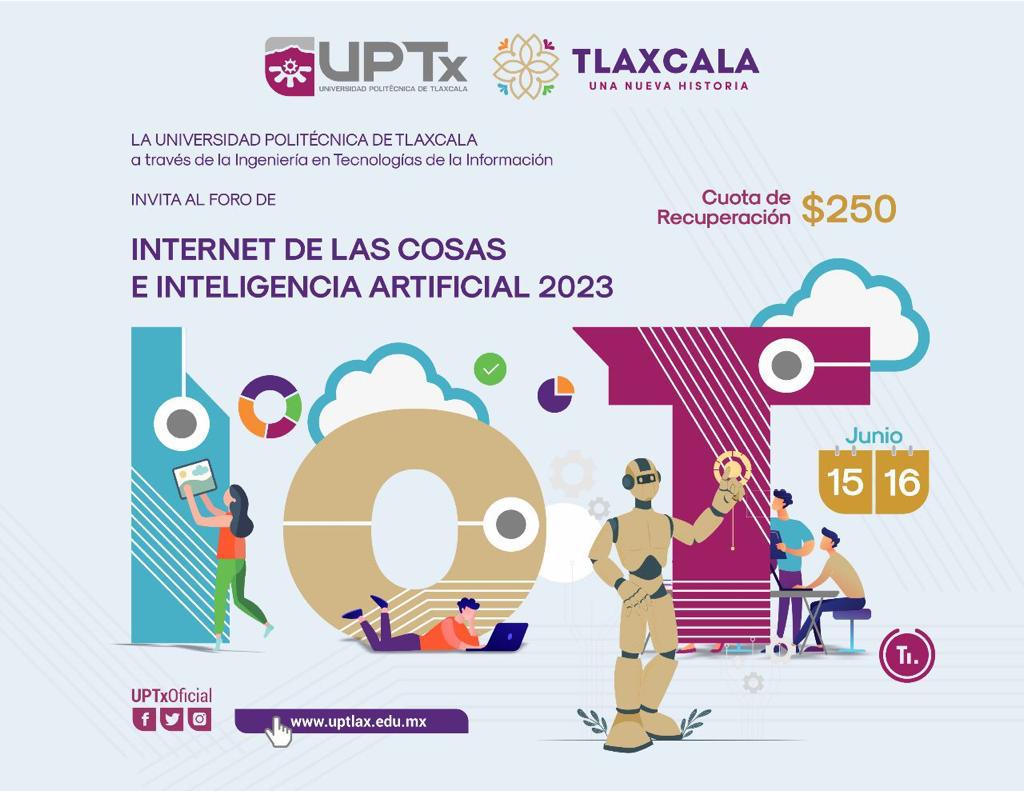 UPTx
UNIVERSIDAD POLITÉCNICA DE TLAXCALA
TLAXCALA
UNA NUEVA HISTORIA
LA UNIVERSIDAD POLITÉCNICA DE TLAXCALA
a través de la Ingeniería en Tecnologías de la Información
INVITA AL FORO DE
Cuota de
Recuperación $250
INTERNET DE LAS COSAS
E INTELIGENCIA ARTIFICIAL 2023
IOT
Junio
15 16
TI.
UPTxOficial
www.uptlax.edu.mx